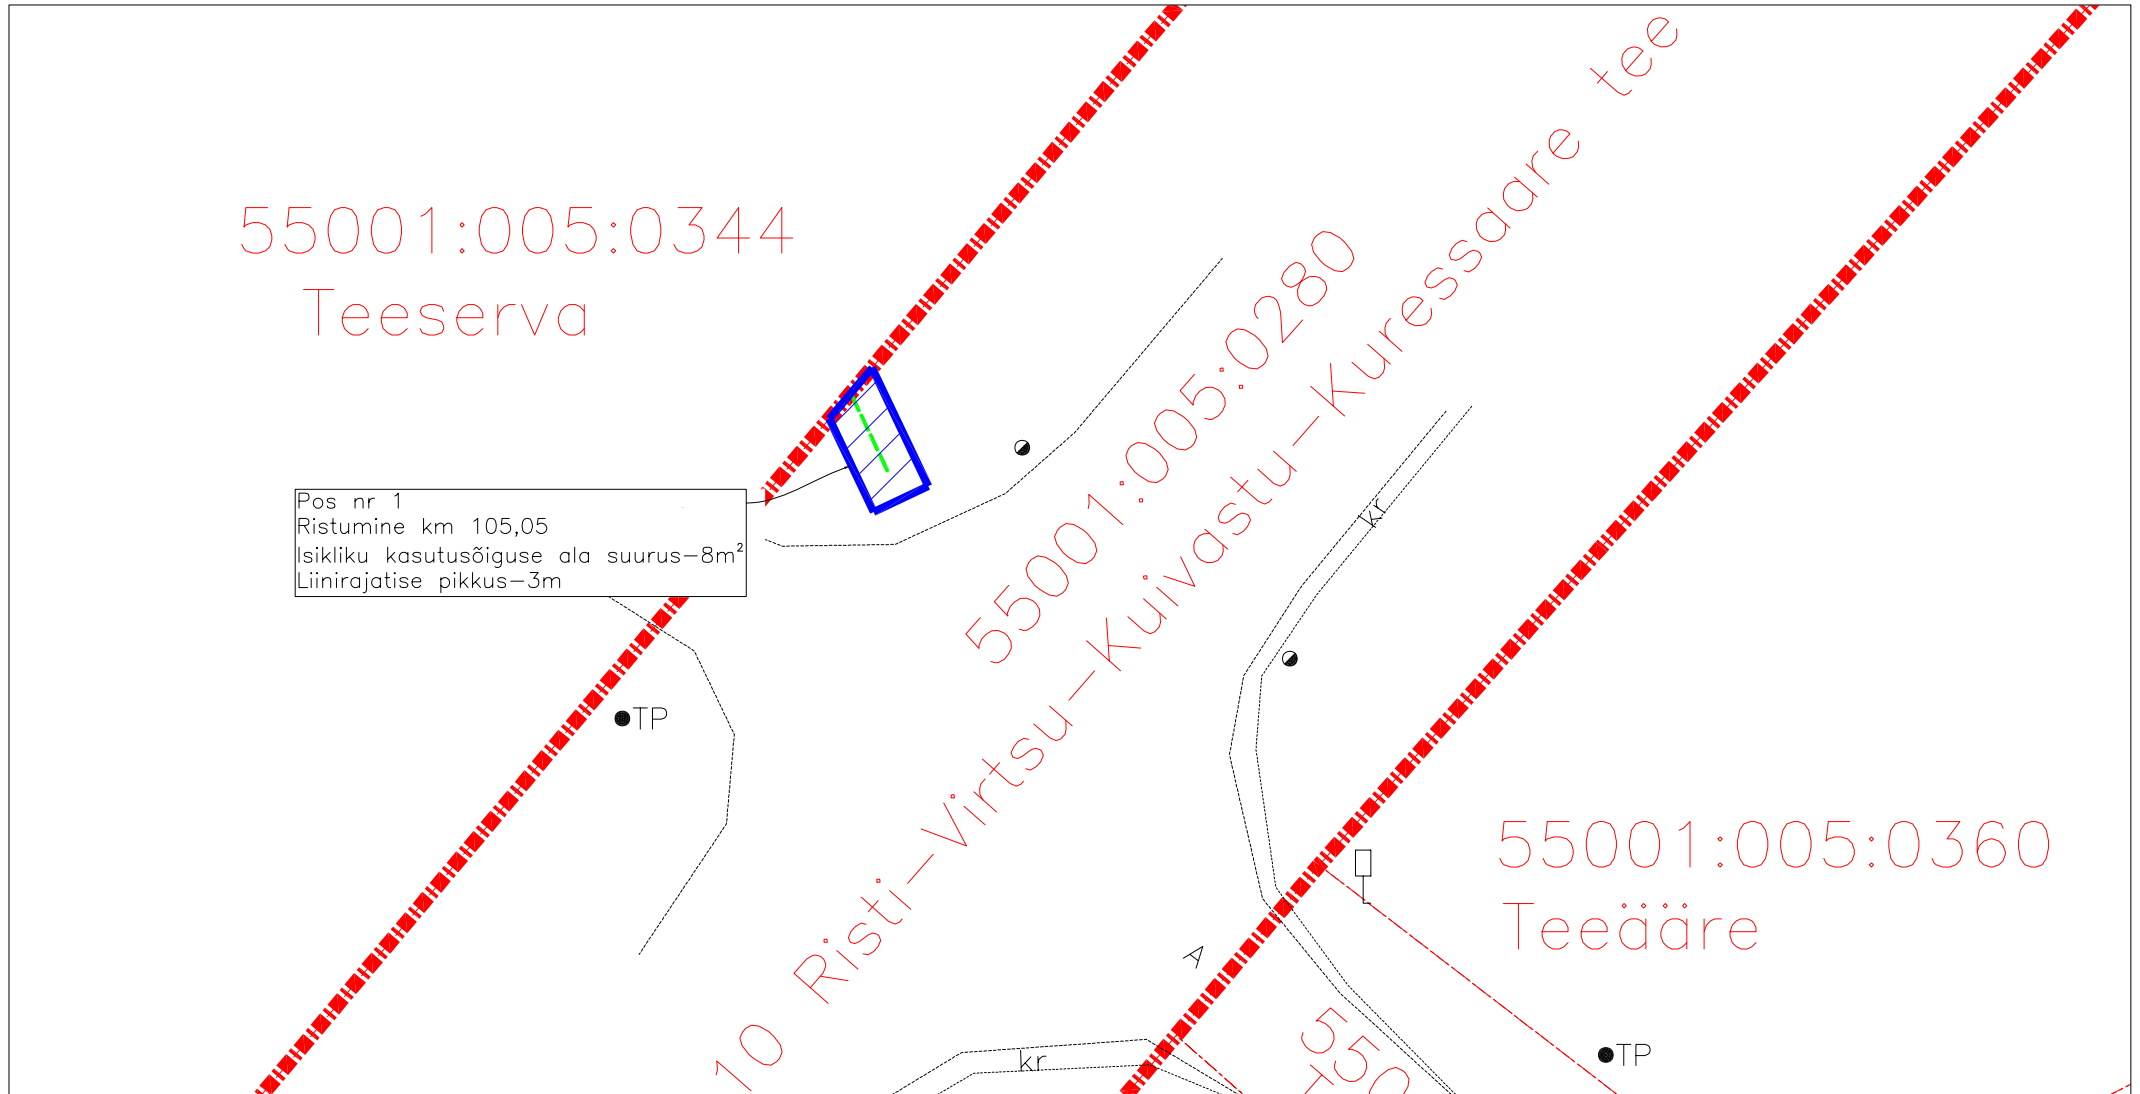 55001:005:0344
Teeserva
Pos nr 1
Ristumine km 105,05
Isikliku kasutusõiguse ala suurus-8m²
Liinirajatise pikkus-3m
55001:005:0280
10 Risti-Virtsu-Kuivastu-Kuressaare tee
kr
TP
55001:005:0360
Teeääre
A
kr
TP